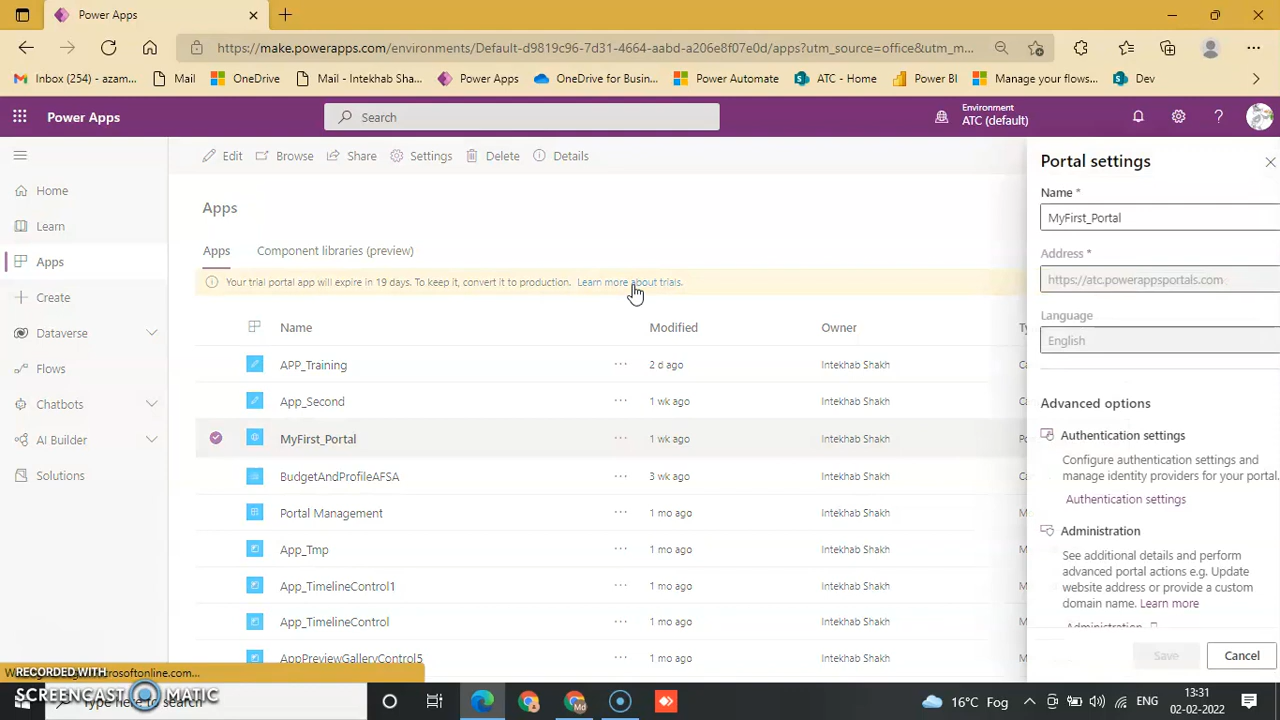 Power Apps
https://make.powerapps.com/environments/Default-d9819c96-7d31-4664-aabd-a206e8f07e0d/apps?utm_source=office&utm_m...
Inbox (254) - azam... Mail OneDrive Mail - Intekhab Sha... Power Apps OneDrive for Busin... Power Automate ATC - Home Power BI Manage your flows... Dev
Power Apps
Search
Environment
ATC (default)
Home
Learn
Apps
Create
Dataverse
Flows
Chatbots
AI Builder
Solutions
Edit Browse Share Settings Delete Details
Apps
Apps Component libraries (preview)
Your trial portal app will expire in 19 days. To keep it, convert it to production. Learn more about trials.
Name Modified Owner
APP_Training ··· 2 d ago Intekhab Shakh
App_Second ··· 1 wk ago Intekhab Shakh
MyFirst_Portal ··· 1 wk ago Intekhab Shakh
BudgetAndProfileAFSA ··· 3 wk ago Intekhab Shakh
Portal Management ··· 1 mo ago Intekhab Shakh
App_Tmp ··· 1 mo ago Intekhab Shakh
App_TimelineControl1 ··· 1 mo ago Intekhab Shakh
App_TimelineControl ··· 1 mo ago Intekhab Shakh
AppPreviewGalleryControl5 ··· 1 mo ago Intekhab Shakh
Portal settings
Name *
MyFirst_Portal
Address *
https://atc.powerappsportals.com
Language
English
Advanced options
Authentication settings
Configure authentication settings and
manage identity providers for your portal.
Authentication settings
Administration
See additional details and perform
advanced portal actions e.g. Update
website address or provide a custom
domain name. Learn more
Administration
Save Cancel
RECORDED WITH
SCREENCAST MATIC
Type here to search
16°C Fog
ENG
13:31
02-02-2022